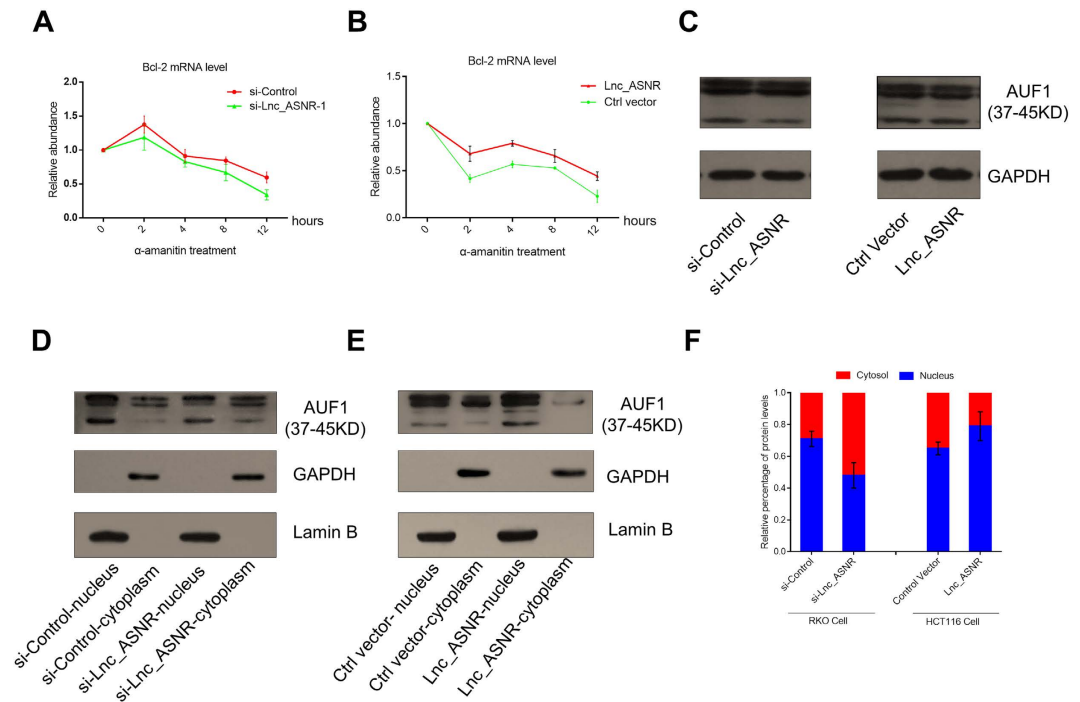 A
Bcl-2 mRNA level
si-Control
si-Lnc_ASNR-1
Relative abundance
2.0
1.5
1.0
0.5
0.0
0
2
4
8
12
hours
α-amanitin treatment
B
Bcl-2 mRNA level
Lnc_ASNR
Ctrl vector
Relative abundance
1.5
1.0
0.5
0.0
0
2
4
8
12
hours
α-amanitin treatment
C
AUF1
(37-45KD)
GAPDH
si-Control
si-Lnc_ASNR
Ctrl Vector
Lnc_ASNR
D
AUF1
(37-45KD)
GAPDH
Lamin B
si-Control-nucleus
si-Control-cytoplasm
si-Lnc_ASNR-nucleus
si-Lnc_ASNR-cytoplasm
E
AUF1
(37-45KD)
GAPDH
Lamin B
Ctrl vector- nucleus
Ctrl vector-cytoplasm
Lnc_ASNR-nucleus
Lnc_ASNR-cytoplasm
F
Cytosol
Nucleus
Relative percentage of protein levels
1.0
0.8
0.6
0.4
0.2
0.0
si-Control
si-Lnc_ASNR
Control Vector
Lnc_ASNR
RKO Cell
HCT116 Cell